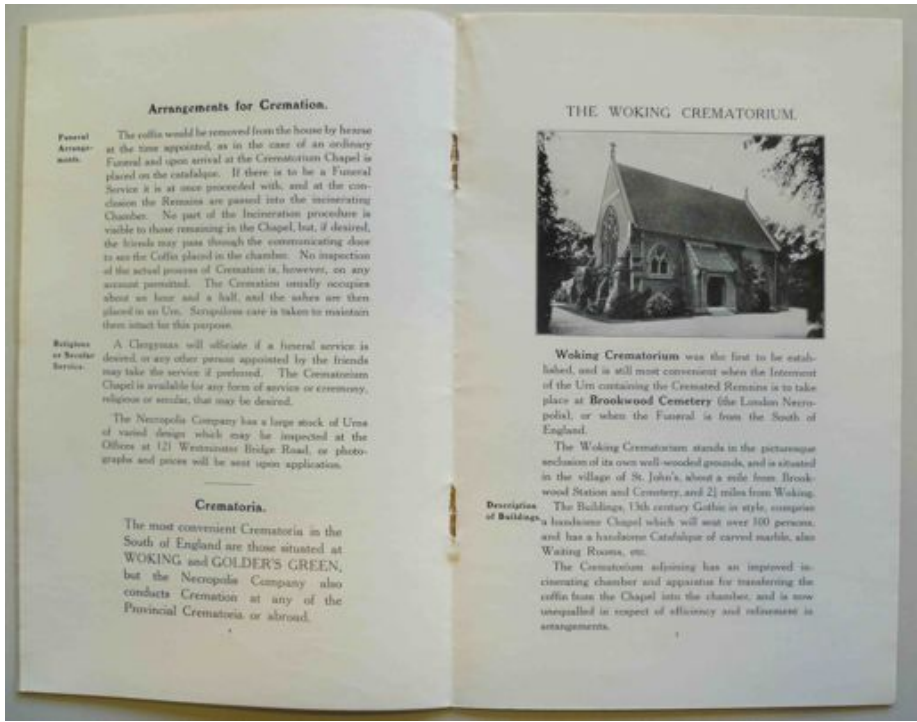 Arrangements for Cremation.
Funeral
Arrange-
ments.
The coffin would be removed from the house by hearse
at the time appointed, as in the case of an ordinary
Funeral and upon arrival at the Crematorium Chapel is
placed on the catafalque. If there is to be a Funeral
Service it is at once proceeded with, and at the con-
clusion the Remains are passed into the incinerating
Chamber. No part of the Incineration procedure is
visible to those remaining in the Chapel, but, if desired,
the friends may pass through the communicating door
to see the Coffin placed in the chamber. No inspection
of the actual process of Cremation is, however, on any
account permitted. The Cremation usually occupies
about an hour and a half, and the ashes are then
placed in an Urn. Scrupulous care is taken to maintain
them intact for this purpose.
Religious
or Secular
Service.
A Clergyman will officiate if a funeral service is
desired, or any other person appointed by the friends
may take the service if preferred. The Crematorium
Chapel is available for any form of service or ceremony,
religious or secular, that may be desired.
The Necropolis Company has a large stock of Urns
of varied design which may be inspected at the
Offices at 121 Westminster Bridge Road, or photo-
graphs and prices will be sent upon application.
Crematoria.
The most convenient Crematoria in the
South of England are those situated at
WOKING and GOLDER'S GREEN,
but the Necropolis Company also
conducts Cremation at any of the
Provincial Crematoria or abroad.
THE WOKING CREMATORIUM.
Woking Crematorium was the first to be estab-
lished, and is still most convenient when the Interment
of the Urn containing the Cremated Remains is to take
place at Brookwood Cemetery (the London Necro-
polis), or when the Funeral is from the South of
England.
The Woking Crematorium stands in the picturesque
seclusion of its own well-wooded grounds, and is situated
in the village of St. John's, about a mile from Brook-
wood Station and Cemetery, and 2½ miles from Woking.
Description
of Buildings.
The Buildings, 13th century Gothic in style, comprise
a handsome Chapel which will seat over 100 persons,
and has a handsome Catafalque of carved marble, also
Waiting Rooms, etc.
The Crematorium adjoining has an improved in-
cinerating chamber and apparatus for transferring the
coffin from the Chapel into the chamber, and is now
unequalled in respect of efficiency and refinement in
arrangements.